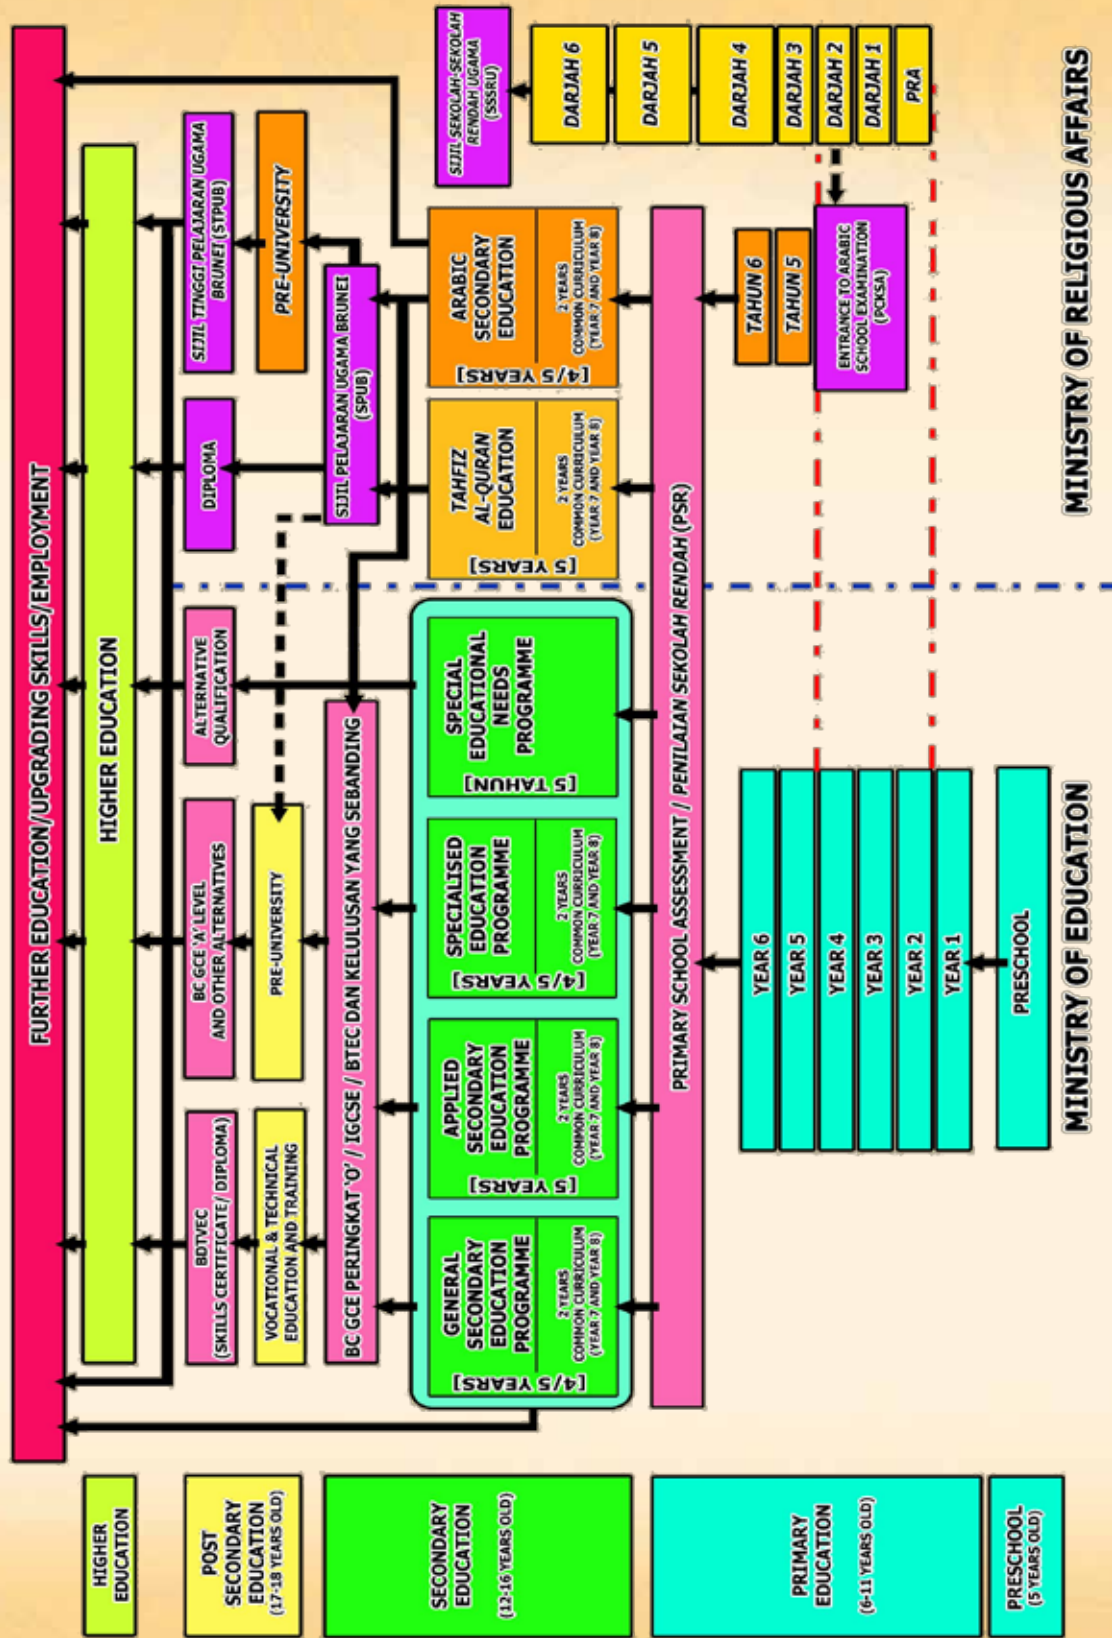 FURTHER EDUCATION/UPGRADING SKILLS/EMPLOYMENT
HIGHER
EDUCATION
HIGHER EDUCATION
POST
SECONDARY
EDUCATION
(17-18 YEARS OLD)
BDTVEC
(SKILLS CERTIFICATE/ DIPLOMA)
BC GCE 'A' LEVEL
AND OTHER ALTERNATIVES
ALTERNATIVE
QUALIFICATION
DIPLOMA
SIJIL TINGGI PELAJARAN UGAMA
BRUNEI (STPUB)
VOCATIONAL & TECHNICAL
EDUCATION AND TRAINING
PRE-UNIVERSITY
PRE-UNIVERSITY
SECONDARY
EDUCATION
(12-16 YEARS OLD)
BC GCE PERINGKAT 'O' / IGCSE / BTEC DAN KELULUSAN YANG SEBANDING
SIJIL PELAJARAN UGAMA BRUNEI
(SPUB)
[4/5 YEARS]
GENERAL
SECONDARY
EDUCATION
PROGRAMME
2 YEARS
COMMON CURRICULUM
(YEAR 7 AND YEAR 8)
[5 YEARS]
APPLIED
SECONDARY
EDUCATION
PROGRAMME
2 YEARS
COMMON CURRICULUM
(YEAR 7 AND YEAR 8)
[4/5 YEARS]
SPECIALISED
EDUCATION
PROGRAMME
2 YEARS
COMMON CURRICULUM
(YEAR 7 AND YEAR 8)
[5 TAHUN]
SPECIAL
EDUCATIONAL
NEEDS
PROGRAMME
[5 YEARS]
TAHFIZ
AL-QURAN
EDUCATION
2 YEARS
COMMON CURRICULUM
(YEAR 7 AND YEAR 8)
[4/5 YEARS]
ARABIC
SECONDARY
EDUCATION
2 YEARS
COMMON CURRICULUM
(YEAR 7 AND YEAR 8)
SIJIL SEKOLAH-SEKOLAH
RENDAH UGAMA
(SSSRU)
PRIMARY
EDUCATION
(6-11 YEARS OLD)
PRIMARY SCHOOL ASSESSMENT / PENILAIAN SEKOLAH RENDAH (PSR)
YEAR 6
YEAR 5
YEAR 4
YEAR 3
YEAR 2
YEAR 1
TAHUN 6
TAHUN 5
ENTRANCE TO ARABIC
SCHOOL EXAMINATION
(PCKSA)
DARJAH 6
DARJAH 5
DARJAH 4
DARJAH 3
DARJAH 2
DARJAH 1
PRA
PRESCHOOL
(5 YEARS OLD)
PRESCHOOL
MINISTRY OF EDUCATION
MINISTRY OF RELIGIOUS AFFAIRS